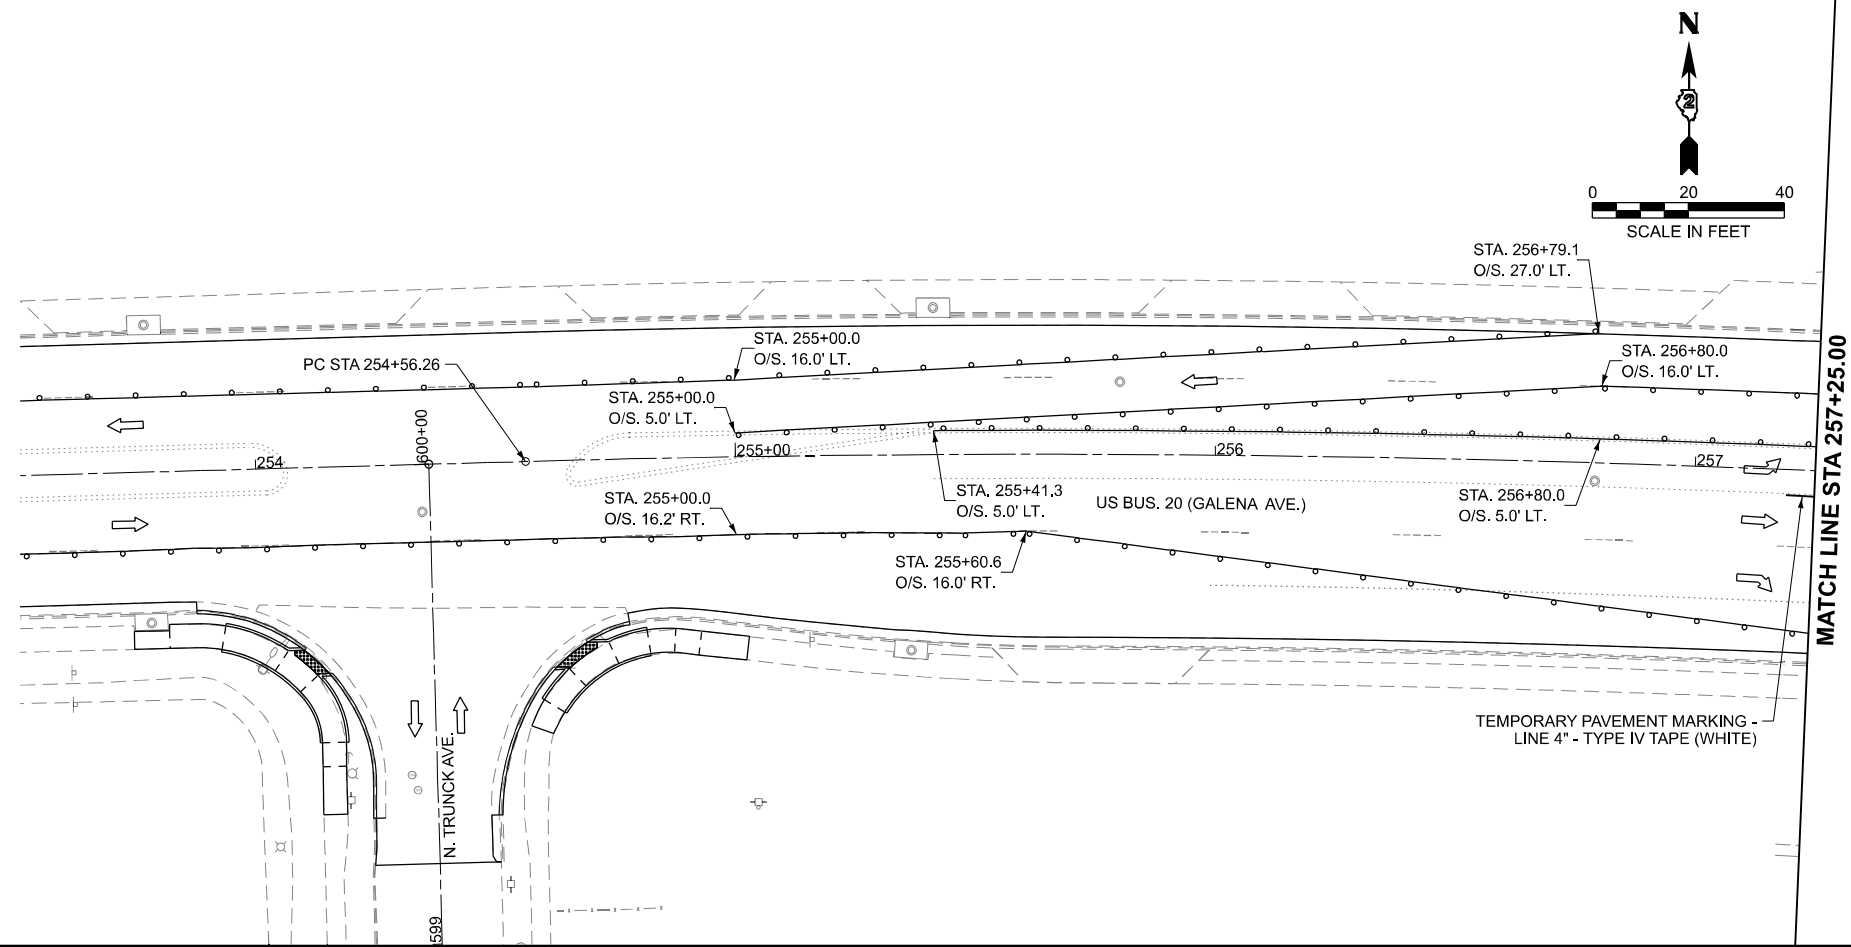 N
2
0 20 40
SCALE IN FEET
STA. 256+79.1
O/S. 27.0' LT.
STA. 255+00.0
O/S. 16.0' LT.
PC STA 254+56.26
STA. 256+80.0
O/S. 16.0' LT.
STA. 255+00.0
O/S. 5.0' LT.
600+00
254
255+00
256
257
STA. 255+00.0
O/S. 16.2' RT.
STA. 255+41.3
O/S. 5.0' LT.
US BUS. 20 (GALENA AVE.)
STA. 256+80.0
O/S. 5.0' LT.
STA. 255+60.6
O/S. 16.0' RT.
MATCH LINE STA 257+25.00
TEMPORARY PAVEMENT MARKING -
LINE 4" - TYPE IV TAPE (WHITE)
N. TRUNCK AVE.
599